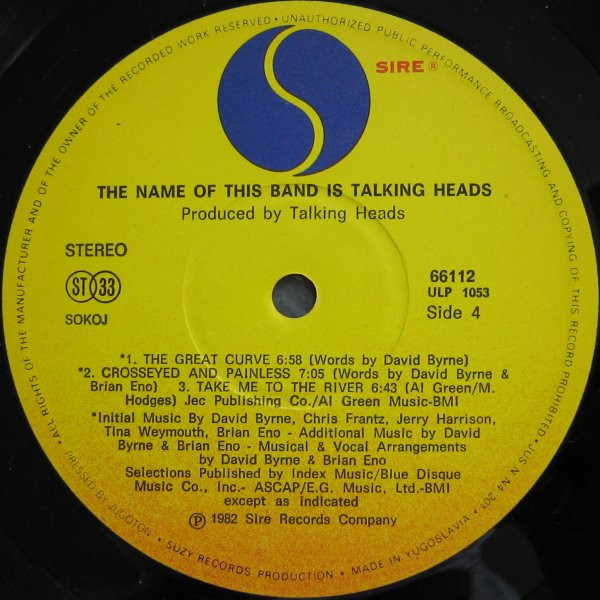 SIRE ®
THE NAME OF THIS BAND IS TALKING HEADS
Produced by Talking Heads
STEREO
ST 33
SOKOJ
66112
ULP 1053
Side 4
*1. THE GREAT CURVE 6:58 (Words by David Byrne)
*2. CROSSEYED AND PAINLESS 7:05 (Words by David Byrne &
Brian Eno) 3. TAKE ME TO THE RIVER 6:43 (Al Green/M.
Hodges) Jec Publishing Co./Al Green Music-BMI
*Initial Music By David Byrne, Chris Frantz, Jerry Harrison,
Tina Weymouth, Brian Eno - Additional Music by David
Byrne & Brian Eno - Musical & Vocal Arrangements
by David Byrne & Brian Eno
Selections Published by Index Music/Blue Disque
Music Co., Inc.- ASCAP/E.G. Music, Ltd.-BMI
except as indicated
Ⓟ 1982 Sire Records Company
• ALL RIGHTS OF THE MANUFACTURER AND OF THE OWNER OF THE RECORDED WORK RESERVED • UNAUTHORIZED PUBLIC PERFORMANCE BROADCASTING AND COPYING OF THIS RECORD PROHIBITED • JUS N N4 201 • MADE IN YUGOSLAVIA • SUZY RECORDS PRODUCTION • PUBLISHED BY JUGOTON